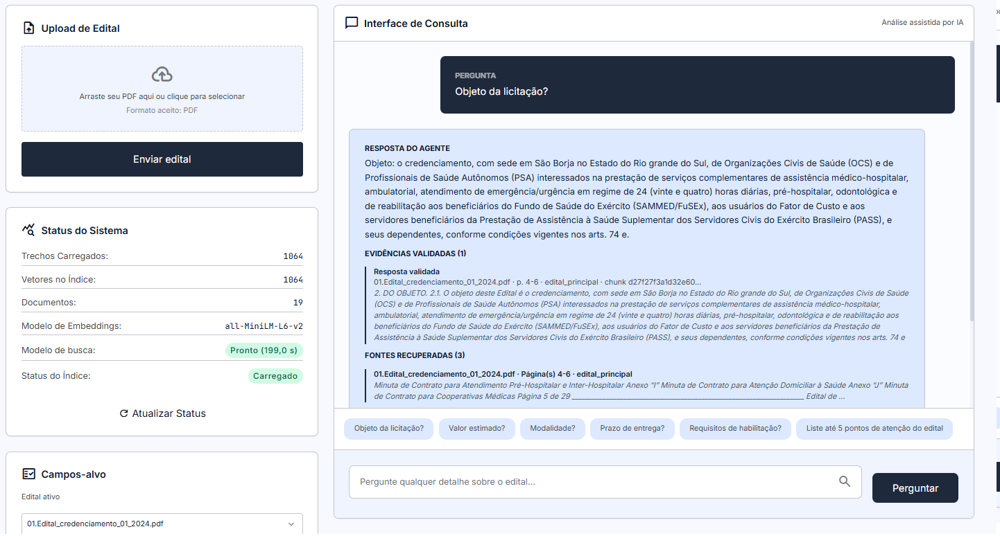 Upload de Edital
Arraste seu PDF aqui ou clique para selecionar
Formato aceito: PDF
Enviar edital
Status do Sistema
Trechos Carregados: 1064
Vetores no Índice: 1064
Documentos: 19
Modelo de Embeddings: all-MiniLM-L6-v2
Modelo de busca: Pronto (199,0 s)
Status do Índice: Carregado
Atualizar Status
Campos-alvo
Edital ativo
01.Edital_credenciamento_01_2024.pdf
Interface de Consulta
Análise assistida por IA
PERGUNTA
Objeto da licitação?
RESPOSTA DO AGENTE
Objeto: o credenciamento, com sede em São Borja no Estado do Rio grande do Sul, de Organizações Civis de Saúde (OCS) e de
Profissionais de Saúde Autônomos (PSA) interessados na prestação de serviços complementares de assistência médico-hospitalar,
ambulatorial, atendimento de emergência/urgência em regime de 24 (vinte e quatro) horas diárias, pré-hospitalar, odontológica e
de reabilitação aos beneficiários do Fundo de Saúde do Exército (SAMMED/FuSEx), aos usuários do Fator de Custo e aos
servidores beneficiários da Prestação de Assistência à Saúde Suplementar dos Servidores Civis do Exército Brasileiro (PASS), e
seus dependentes, conforme condições vigentes nos arts. 74 e.
EVIDÊNCIAS VALIDADAS (1)
Resposta validada
01.Edital_credenciamento_01_2024.pdf · p. 4-6 · edital_principal · chunk d27f27f3a1d32e60...
2. DO OBJETO. 2.1. O objeto deste Edital é o credenciamento, com sede em São Borja no Estado do Rio grande do Sul, de Organizações Civis de Saúde
(OCS) e de Profissionais de Saúde Autônomos (PSA) interessados na prestação de serviços complementares de assistência médico-hospitalar,
ambulatorial, atendimento de emergência/urgência em regime de 24 (vinte e quatro) horas diárias, pré-hospitalar, odontológica e de reabilitação aos
beneficiários do Fundo de Saúde do Exército (SAMMED/FuSEx), aos usuários do Fator de Custo e aos servidores beneficiários da Prestação de
Assistência à Saúde Suplementar dos Servidores Civis do Exército Brasileiro (PASS), e seus dependentes, conforme condições vigentes nos arts. 74 e
FONTES RECUPERADAS (3)
01.Edital_credenciamento_01_2024.pdf · Página(s) 4-6 · edital_principal
Minuta de Contrato para Atendimento Pré-Hospitalar e Inter-Hospitalar Anexo “I” Minuta de Contrato para Atenção Domiciliar à Saúde Anexo “J” Minuta
de Contrato para Cooperativas Médicas Página 5 de 29 ____________________________________________________________ Edital de ...
Objeto da licitação?
Valor estimado?
Modalidade?
Prazo de entrega?
Requisitos de habilitação?
Liste até 5 pontos de atenção do edital
Pergunte qualquer detalhe sobre o edital...
Perguntar